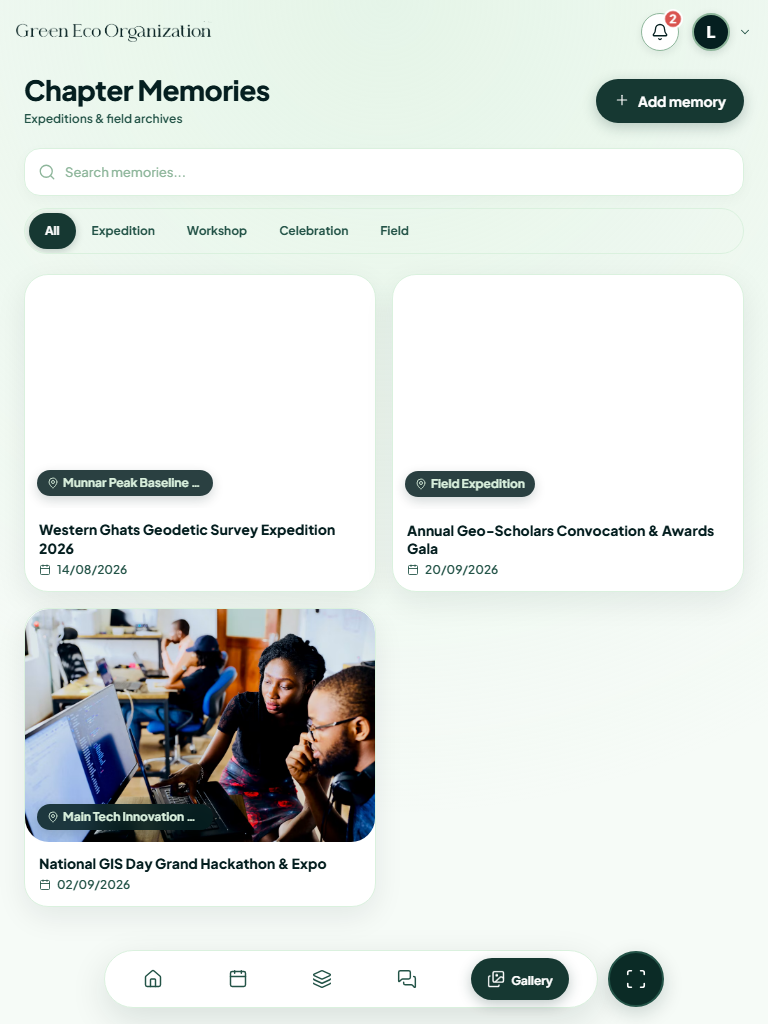 Green Eco Organization
2
L
Chapter Memories
Expeditions & field archives
Add memory
Search memories...
All
Expedition
Workshop
Celebration
Field
Munnar Peak Baseline ...
Western Ghats Geodetic Survey Expedition
2026
14/08/2026
Field Expedition
Annual Geo-Scholars Convocation & Awards
Gala
20/09/2026
Main Tech Innovation ...
National GIS Day Grand Hackathon & Expo
02/09/2026
Gallery